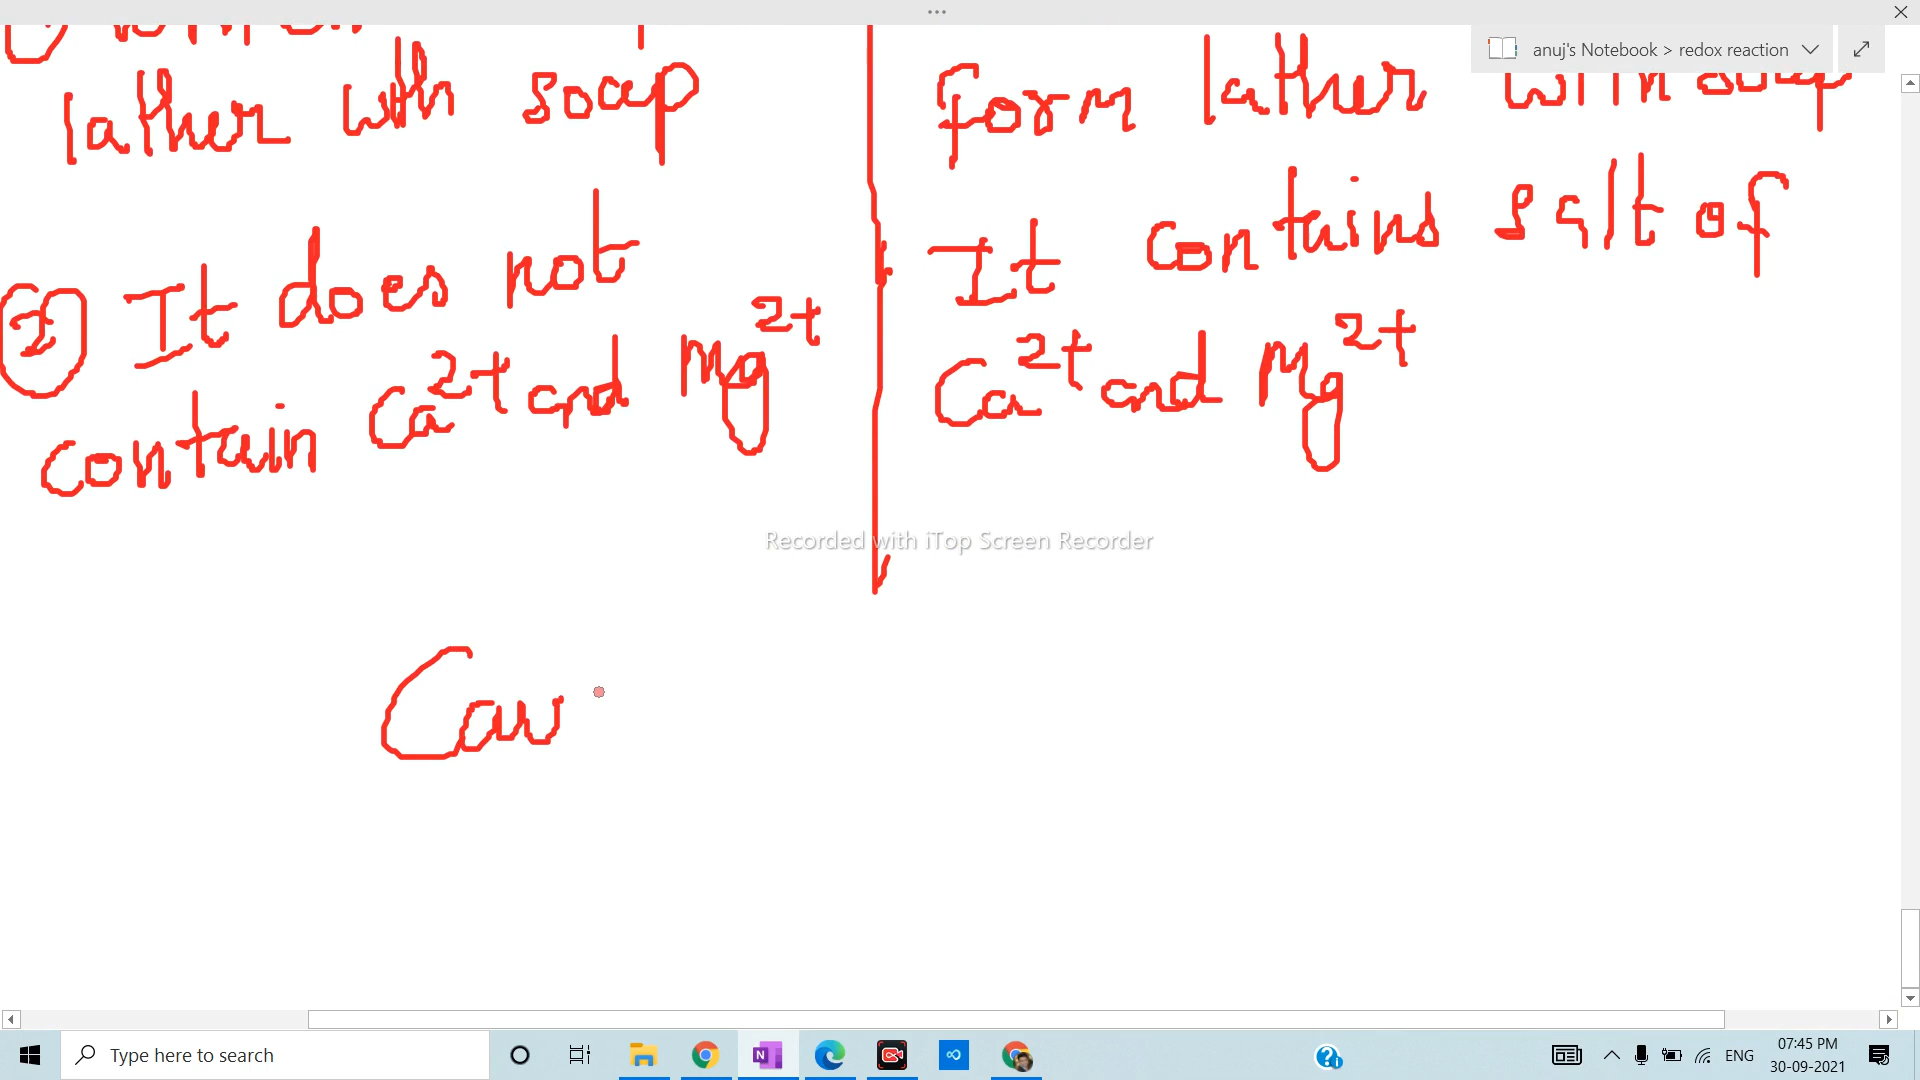 anuj's Notebook > redox reaction
lather with soap
② It does not
contain Ca²⁺ and Mg²⁺
form lather with soap
It contains salt of
Ca²⁺ and Mg²⁺
Recorded with iTop Screen Recorder
Cau
Type here to search
ENG
07:45 PM
30-09-2021